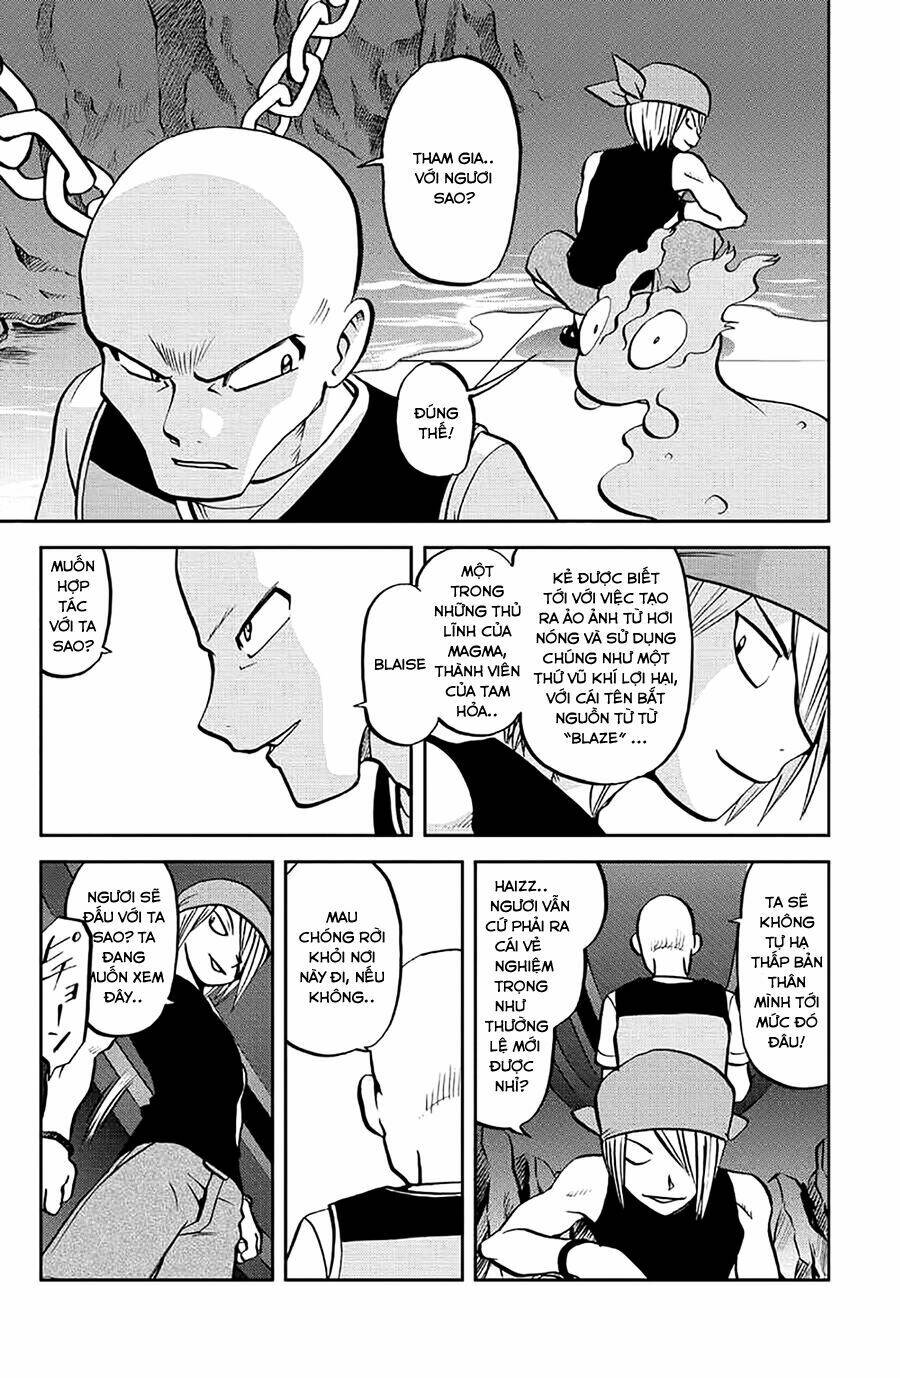 THAM GIA..
VỚI NGƯƠI
SAO?
ĐÚNG
THẾ!
KẺ ĐƯỢC BIẾT
TỚI VỚI VIỆC TẠO
RA ẢO ẢNH TỪ HƠI
NÓNG VÀ SỬ DỤNG
CHÚNG NHƯ MỘT
THỨ VŨ KHÍ LỢI HẠI,
VỚI CÁI TÊN BẮT
NGUỒN TỪ TỪ
"BLAZE" ...
MỘT
TRONG
NHỮNG THỦ
LĨNH CỦA
MAGMA,
THÀNH VIÊN
CỦA TAM
HỎA..
BLAISE
MUỐN
HỢP
TÁC
VỚI TA
SAO?
TA SẼ
KHÔNG
TỰ HẠ
THẤP BẢN
THÂN
MÌNH TỚI
MỨC ĐÓ
ĐÂU!
HAIZZ..
NGƯƠI VẪN
CỨ PHẢI RA
CÁI VẺ
NGHIÊM
TRỌNG
NHƯ
THƯỜNG
LỆ MỚI
ĐƯỢC
NHỈ?
MAU
CHÓNG RỜI
KHỎI NƠI
NÀY ĐI, NẾU
KHÔNG..
NGƯƠI SẼ
ĐẤU VỚI TA
SAO? TA
ĐANG
MUỐN XEM
ĐÂY..